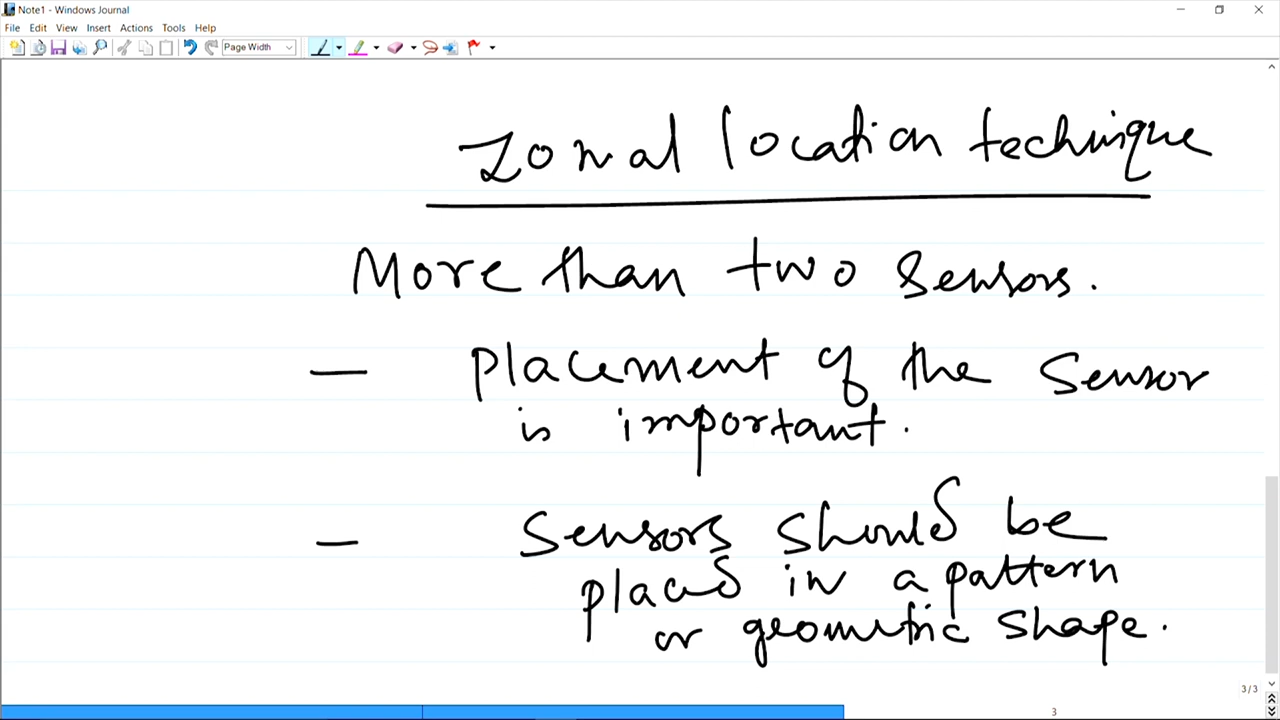 Note1 - Windows Journal
File Edit View Insert Actions Tools Help
Page Width
Zonal location technique
More than two sensors.
— Placement of the sensor
is important.
— Sensors should be
placed in a pattern
or geometric shape.
3/3
3